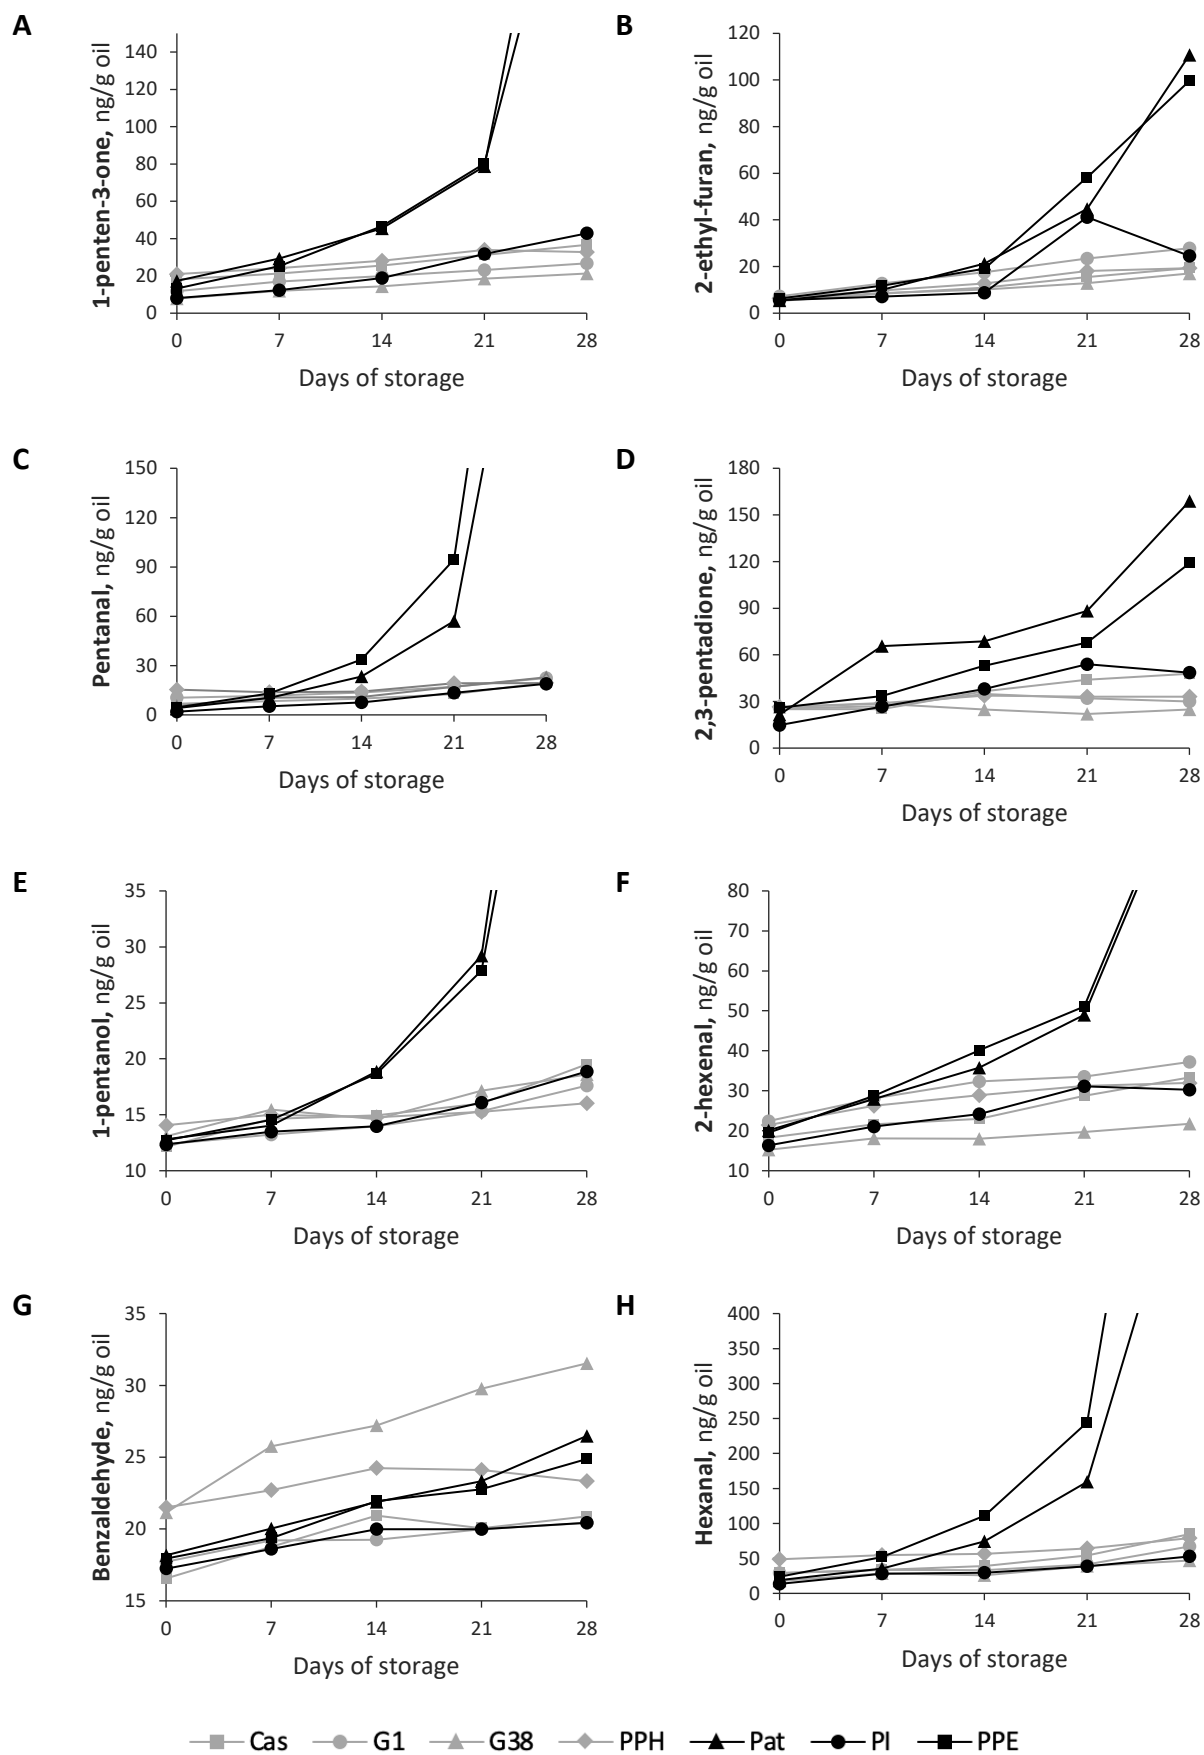 A
B
1-penten-3-one, ng/g oil
140
120
100
80
60
40
20
0
0 7 14 21 28
Days of storage
2-ethyl-furan, ng/g oil
120
100
80
60
40
20
0
0 7 14 21 28
Days of storage
C
D
Pentanal, ng/g oil
150
120
90
60
30
0
0 7 14 21 28
Days of storage
2,3-pentadione, ng/g oil
180
150
120
90
60
30
0
0 7 14 21 28
Days of storage
E
F
1-pentanol, ng/g oil
35
30
25
20
15
10
0 7 14 21 28
Days of storage
2-hexenal, ng/g oil
80
70
60
50
40
30
20
10
0 7 14 21 28
Days of storage
G
H
Benzaldehyde, ng/g oil
35
30
25
20
15
0 7 14 21 28
Days of storage
Hexanal, ng/g oil
400
350
300
250
200
150
100
50
0
0 7 14 21 28
Days of storage
Cas G1 G38 PPH Pat PI PPE